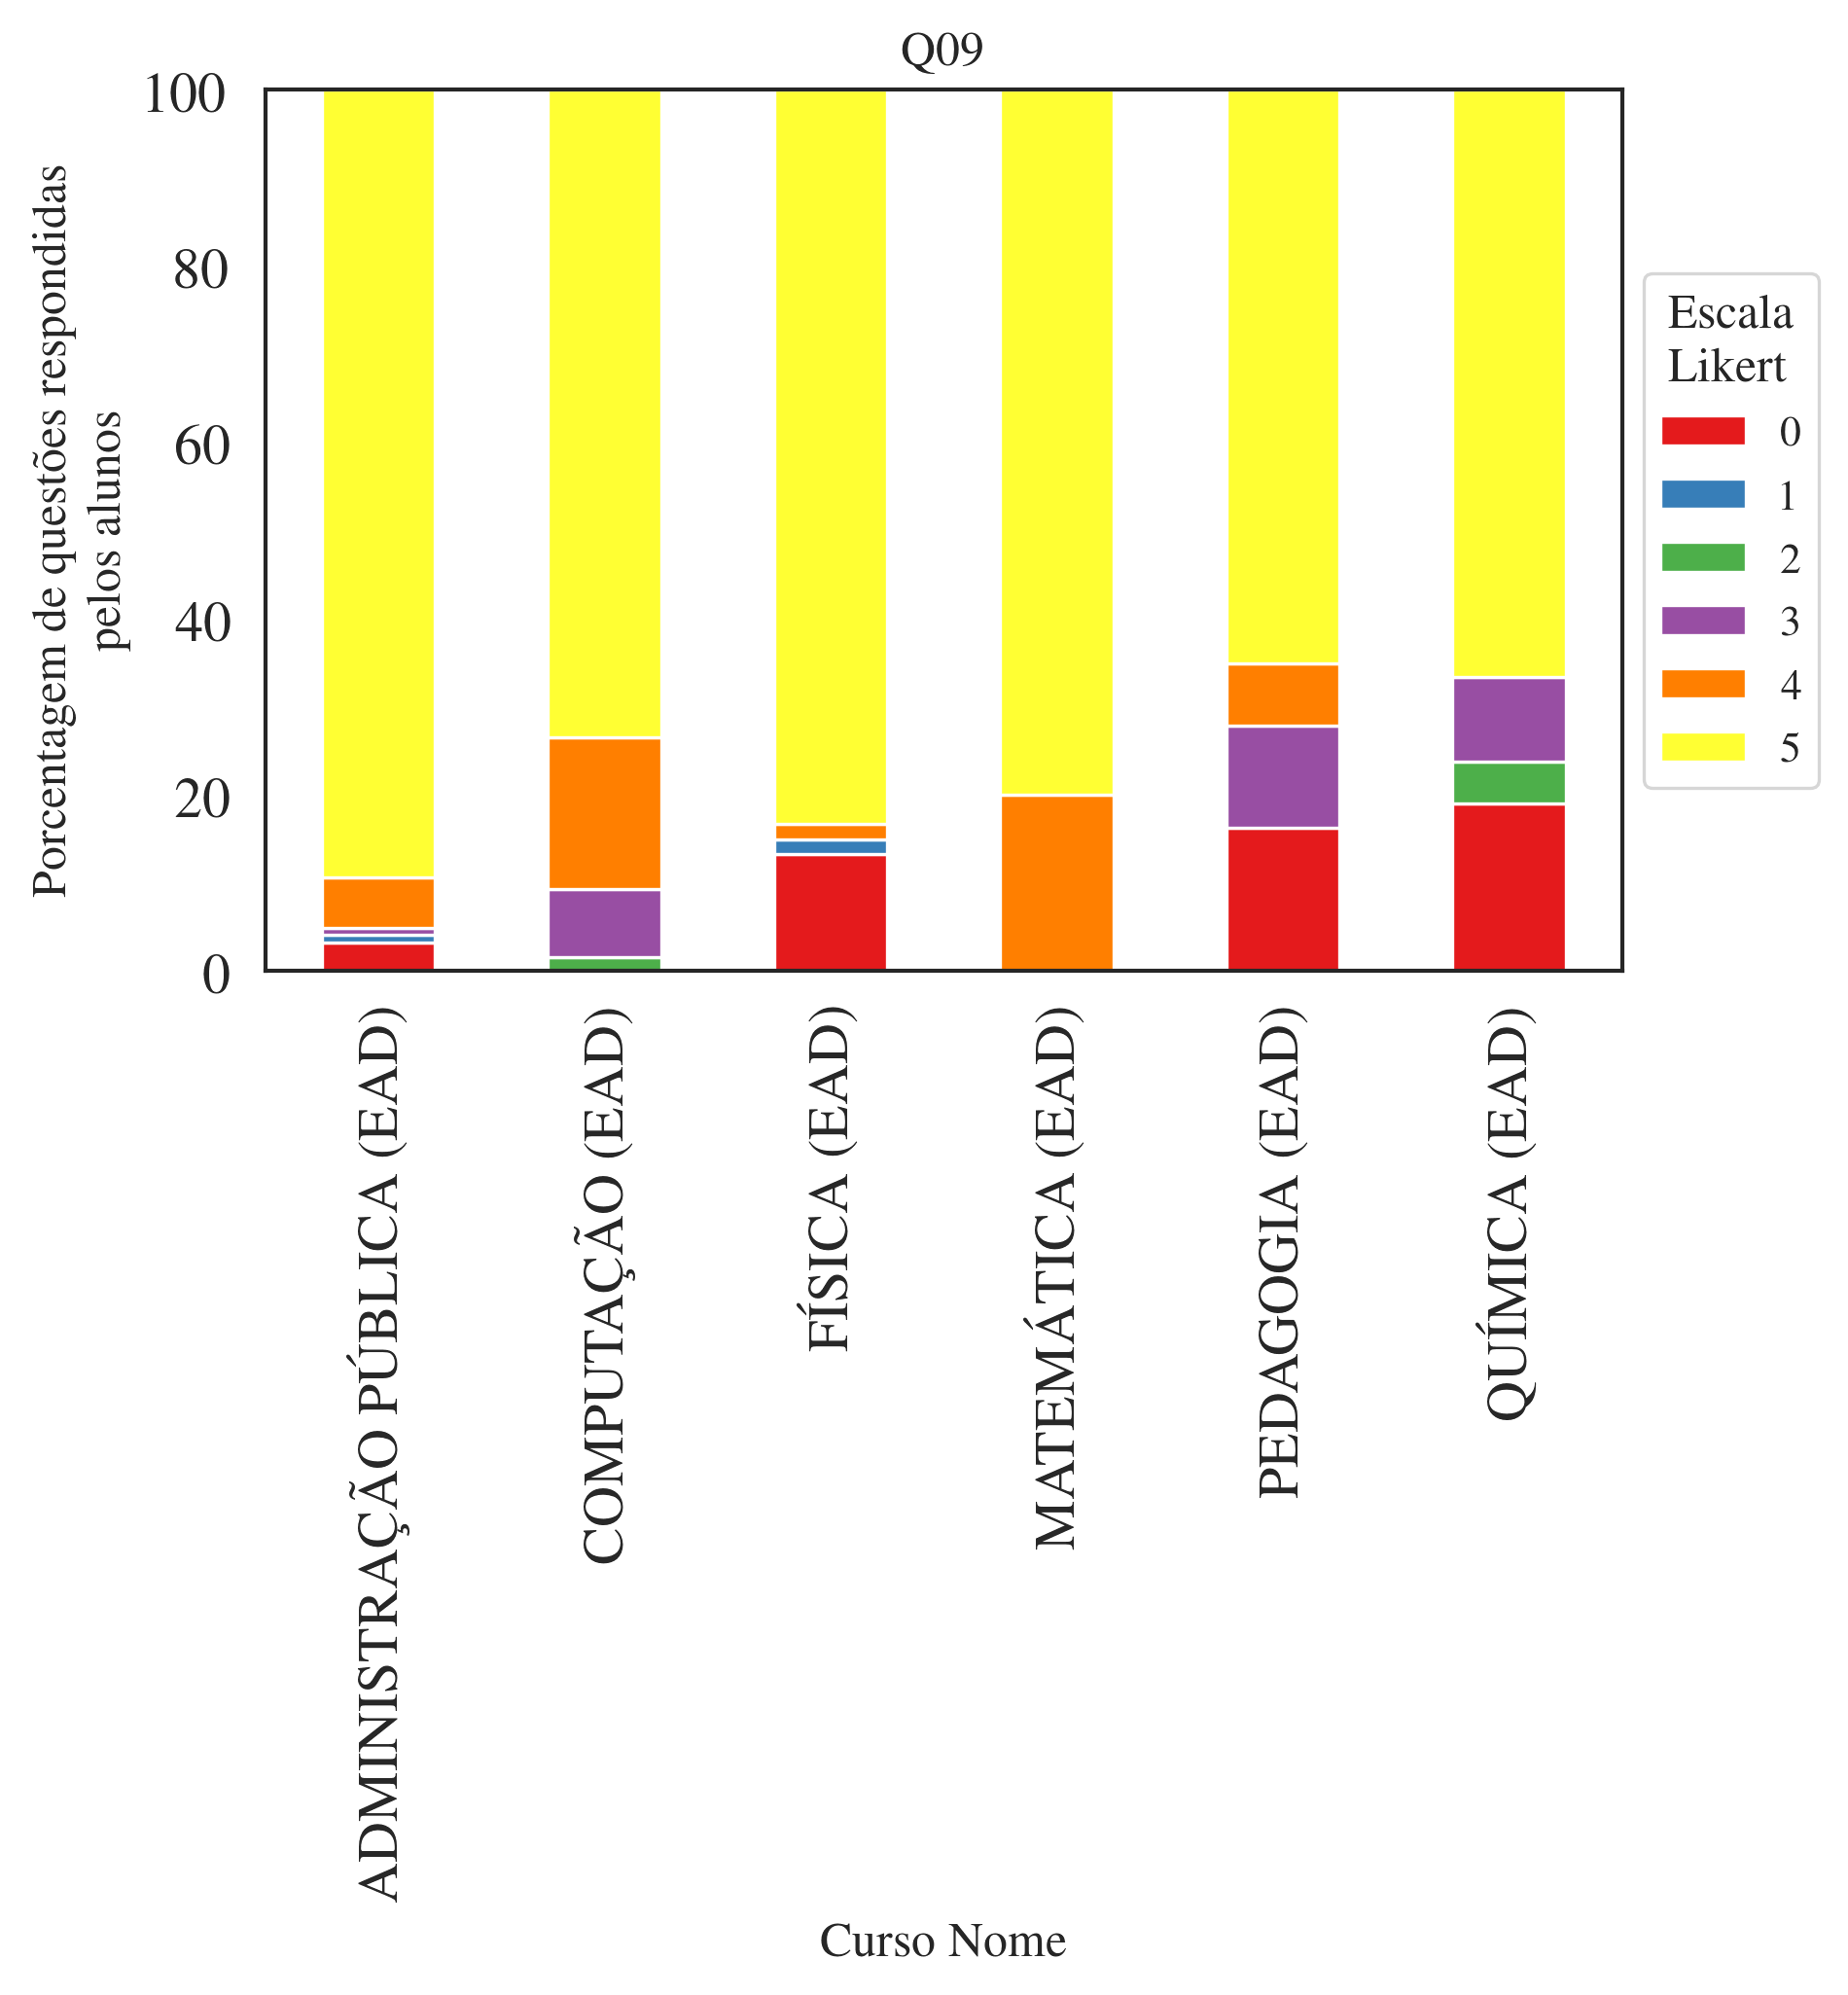 Q09
100
80
60
40
20
0
Porcentagem de questões respondidas
pelos alunos
Escala
Likert
0
1
2
3
4
5
ADMINISTRAÇÃO PÚBLICA (EAD)
COMPUTAÇÃO (EAD)
FÍSICA (EAD)
MATEMÁTICA (EAD)
PEDAGOGIA (EAD)
QUÍMICA (EAD)
Curso Nome